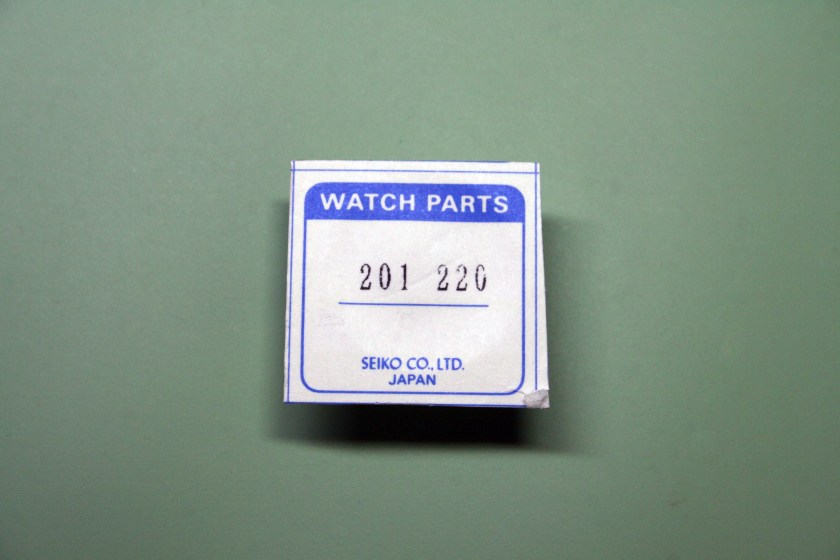 WATCH PARTS
201 220
SEIKO CO., LTD.
JAPAN